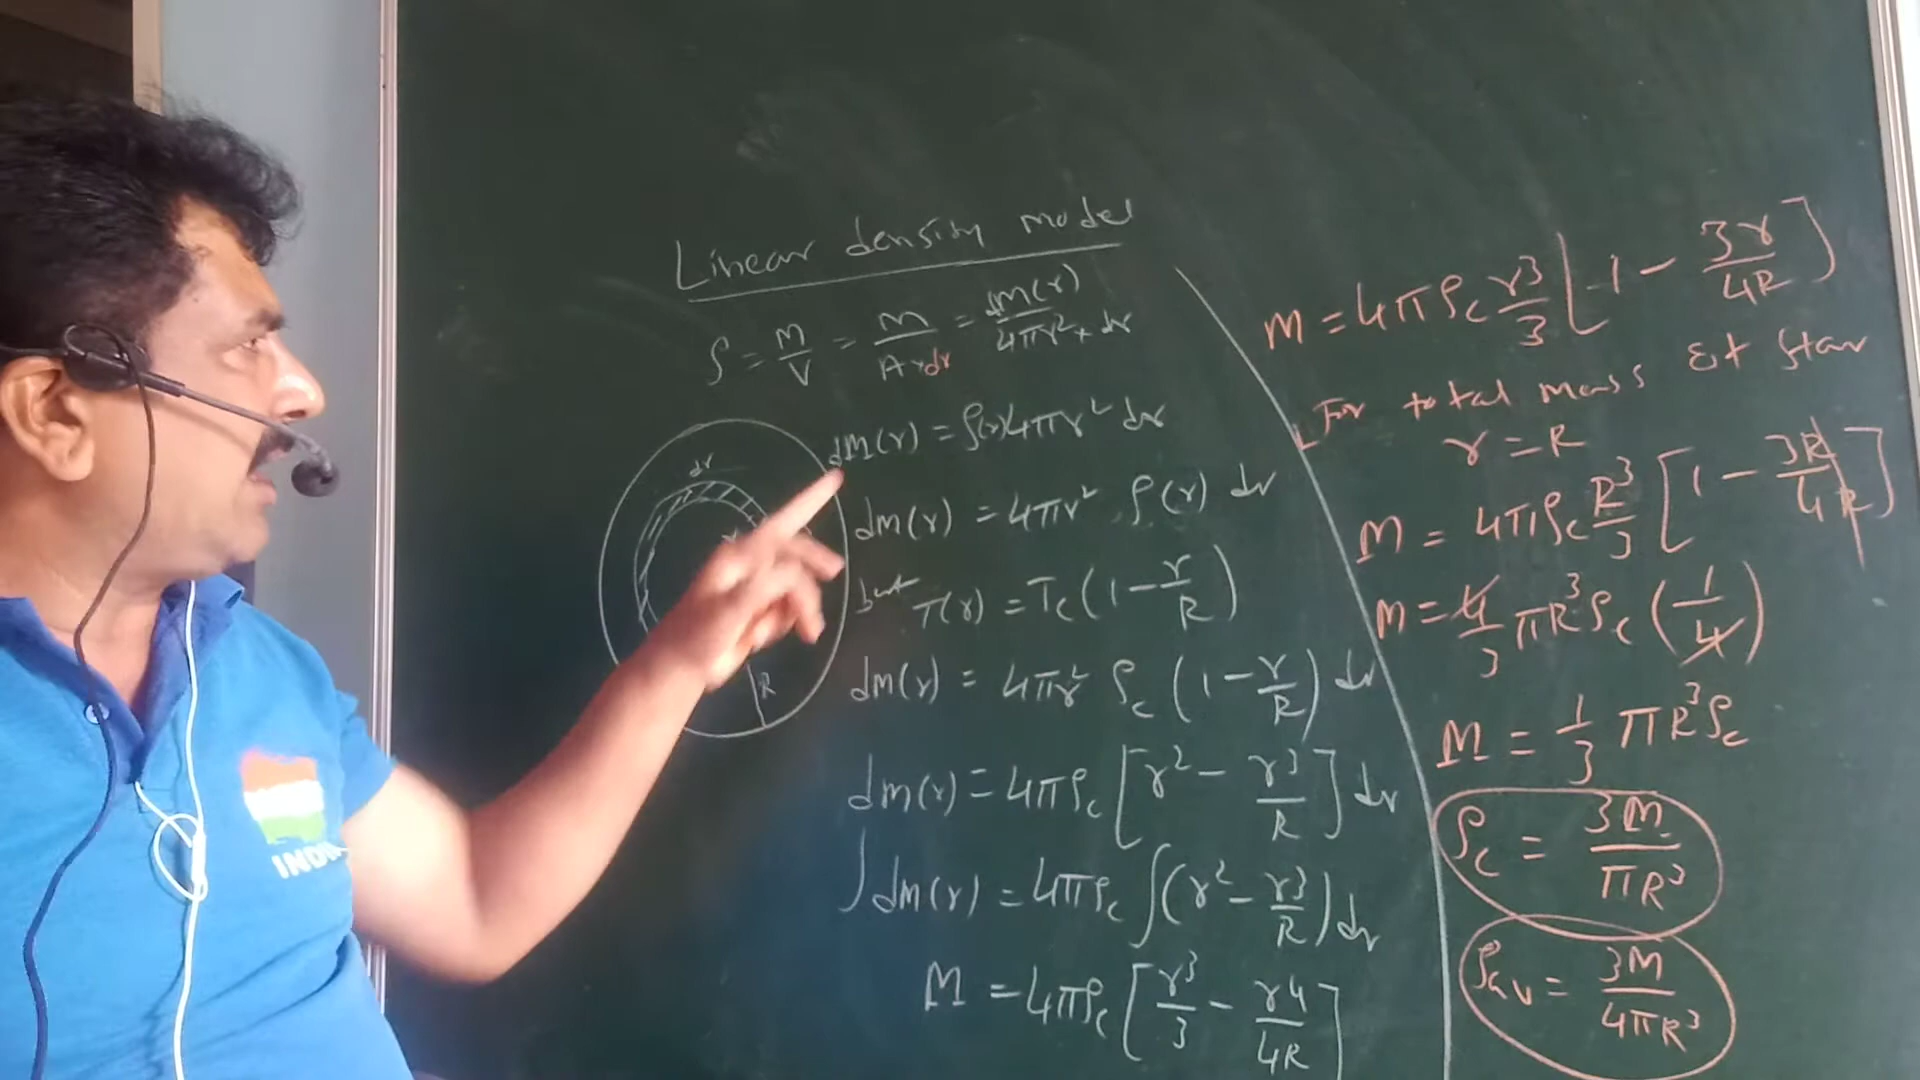 Linear density model
ρ = M/V = M/(A × dr) = dM(r)/(4πr² × dr)
dM(r) = ρ(r) 4πr² dr
dm(r) = 4πr² . ρ(r) dr
but T(r) = Tc (1 - r/R)
dm(r) = 4πr² ρc (1 - r/R) dr
dm(r) = 4πρc [r² - r³/R] dr
∫dm(r) = 4πρc ∫(r² - r³/R) dr
M = 4πρc [r³/3 - r4/4R]
dr
R
M = 4πρc r³/3 [1 - 3r/4R]
For total mass star
r = R
M = 4πρc R³/3 [1 - 3R/4R]
M = 4/3 πR³ρc (1/4)
M = 1/3 πR³ρc
ρc = 3M/πR³
ρav = 3M/4πR³
INDIA